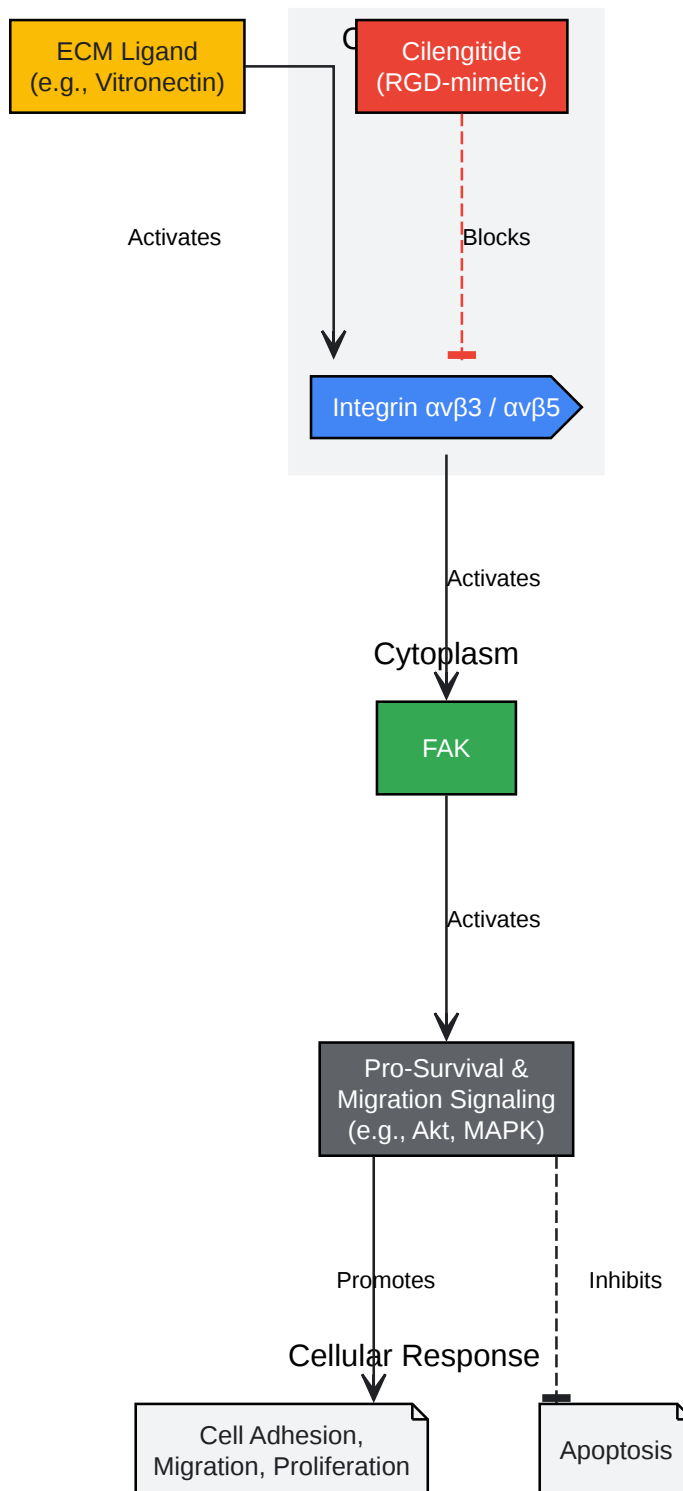 ECM Ligand
(e.g., Vitronectin)
Cilengitide
(RGD-mimetic)
Activates
Blocks
Integrin αvβ3 / αvβ5
Activates
Cytoplasm
FAK
Activates
Pro-Survival &
Migration Signaling
(e.g., Akt, MAPK)
Promotes
Inhibits
Cellular Response
Cell Adhesion,
Migration, Proliferation
Apoptosis